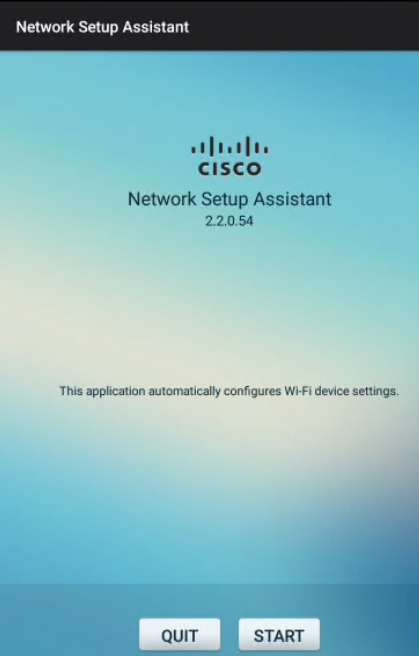 Network Setup Assistant
CISCO
Network Setup Assistant
2.2.0.54
This application automatically configures Wi-Fi device settings.
QUIT START